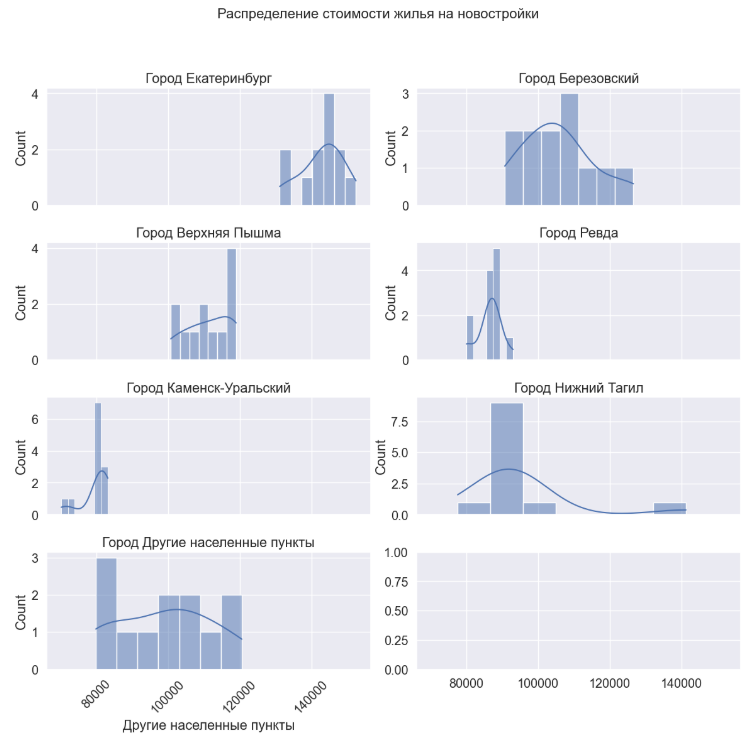 Распределение стоимости жилья на новостройки
Город Екатеринбург
Count
4
2
0
Город Березовский
Count
3
2
1
0
Город Верхняя Пышма
Count
4
2
0
Город Ревда
Count
4
2
0
Город Каменск-Уральский
Count
6
4
2
0
Город Нижний Тагил
Count
7.5
5.0
2.5
0.0
Город Другие населенные пункты
Count
3
2
1
0
80000
100000
120000
140000
Другие населенные пункты
1.00
0.75
0.50
0.25
0.00
80000
100000
120000
140000